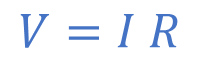 V = I R